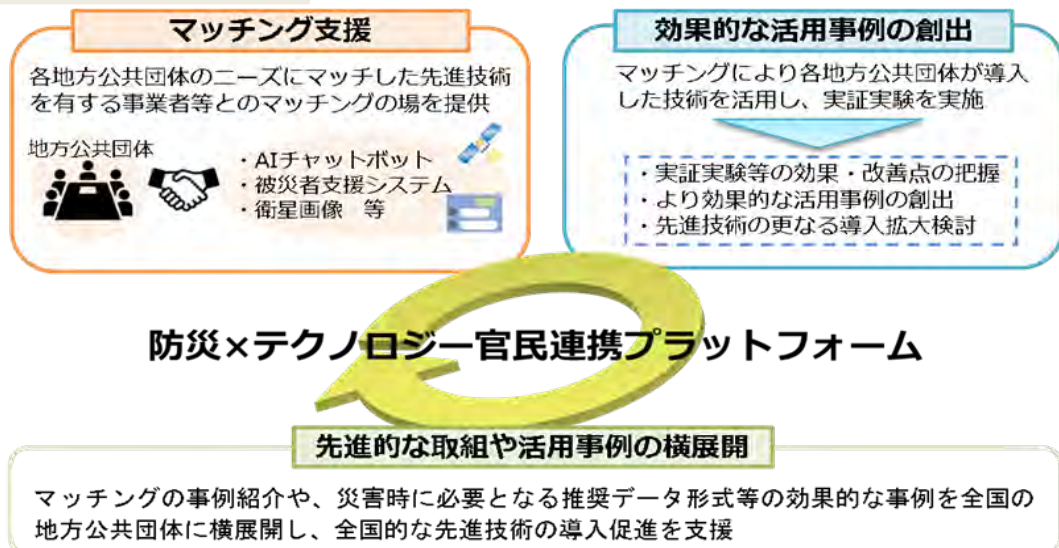 マッチング支援
各地方公共団体のニーズにマッチした先進技術
を有する事業者等とのマッチングの場を提供
地方公共団体
・AIチャットボット
・被災者支援システム
・衛星画像 等
効果的な活用事例の創出
マッチングにより各地方公共団体が導入
した技術を活用し、実証実験を実施
・実証実験等の効果・改善点の把握
・より効果的な活用事例の創出
・先進技術の更なる導入拡大検討
防災×テクノロジー官民連携プラットフォーム
先進的な取組や活用事例の横展開
マッチングの事例紹介や、災害時に必要となる推奨データ形式等の効果的な事例を全国の
地方公共団体に横展開し、全国的な先進技術の導入促進を支援